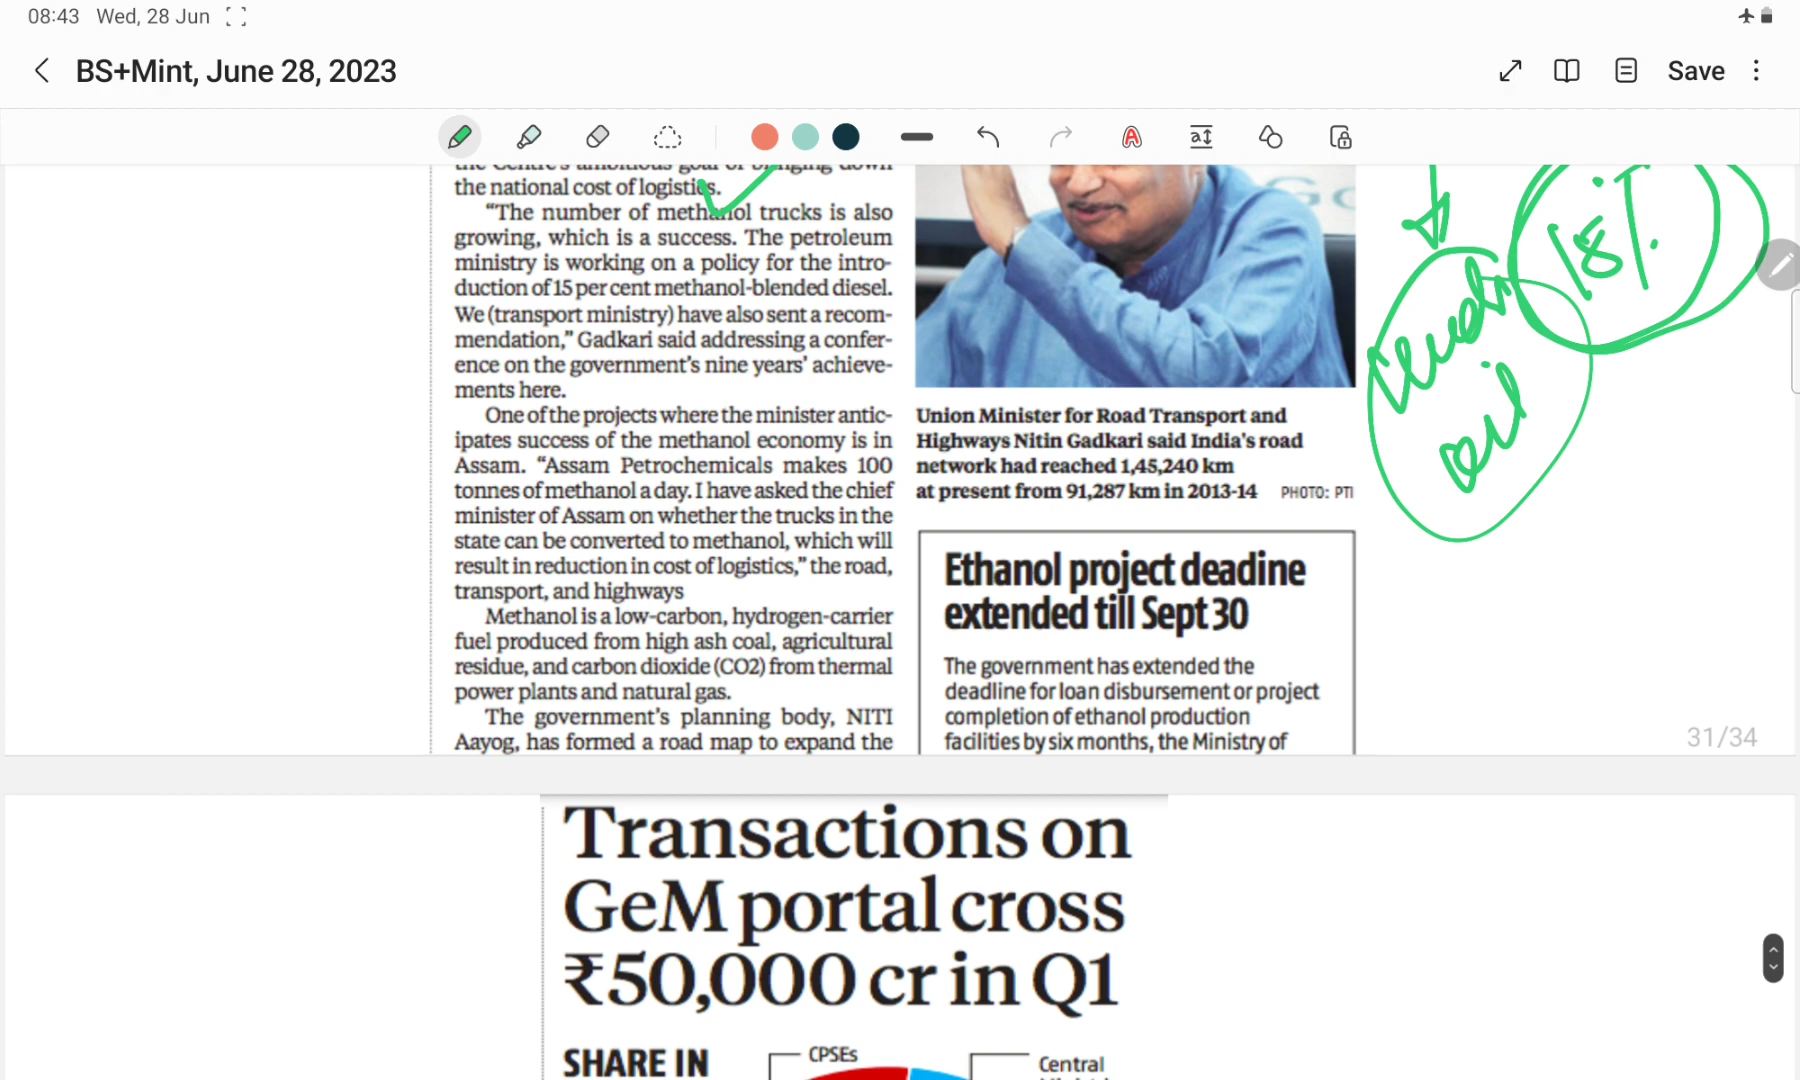 08:43 Wed, 28 Jun
BS+Mint, June 28, 2023
Save
the Centre's ambitious goal of bringing down
the national cost of logistics.
“The number of methanol trucks is also
growing, which is a success. The petroleum
ministry is working on a policy for the intro-
duction of 15 per cent methanol-blended diesel.
We (transport ministry) have also sent a recom-
mendation,” Gadkari said addressing a confer-
ence on the government's nine years' achieve-
ments here.
One of the projects where the minister antic-
ipates success of the methanol economy is in
Assam. “Assam Petrochemicals makes 100
tonnes of methanol a day. I have asked the chief
minister of Assam on whether the trucks in the
state can be converted to methanol, which will
result in reduction in cost of logistics,” the road,
transport, and highways
Methanol is a low-carbon, hydrogen-carrier
fuel produced from high ash coal, agricultural
residue, and carbon dioxide (CO2) from thermal
power plants and natural gas.
The government's planning body, NITI
Aayog, has formed a road map to expand the
Union Minister for Road Transport and
Highways Nitin Gadkari said India's road
network had reached 1,45,240 km
at present from 91,287 km in 2013-14 PHOTO: PTI
Ethanol project deadine
extended till Sept 30
The government has extended the
deadline for loan disbursement or project
completion of ethanol production
facilities by six months, the Ministry of
oil
31/34
Transactions on
GeM portal cross
₹50,000 cr in Q1
SHARE IN
CPSEs
Central